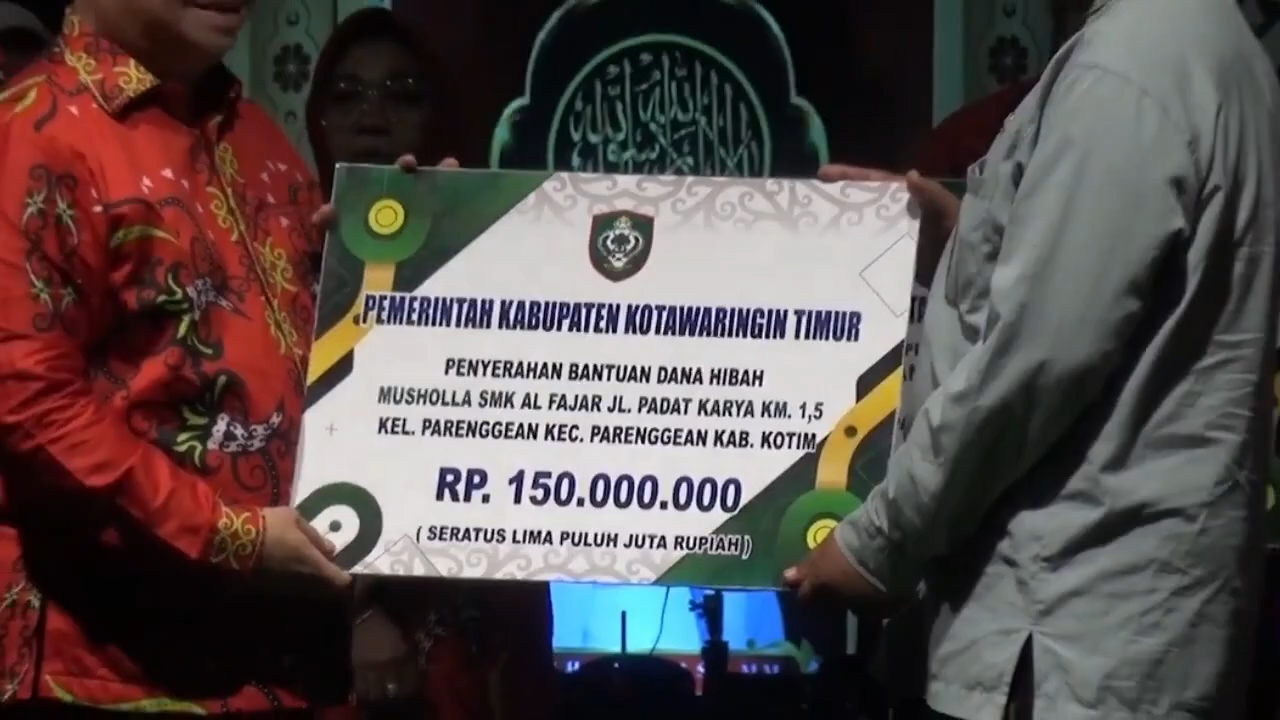 PEMERINTAH KABUPATEN KOTAWARINGIN TIMUR
PENYERAHAN BANTUAN DANA HIBAH
MUSHOLLA SMK AL FAJAR JL. PADAT KARYA KM. 1,5
KEL. PARENGGEAN KEC. PARENGGEAN KAB. KOTIM
RP. 150.000.000
( SERATUS LIMA PULUH JUTA RUPIAH )